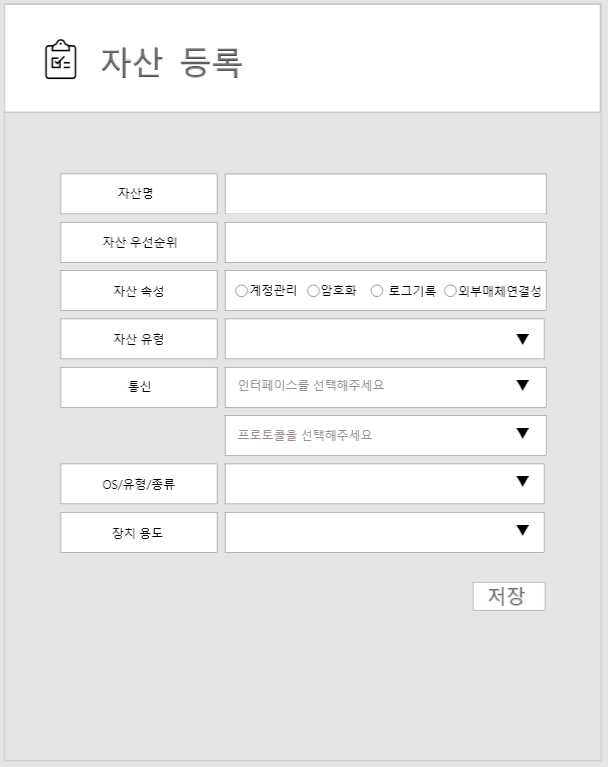 자산 등록
자산명
자산 우선순위
자산 속성 계정관리 암호화 로그기록 외부매체연결성
자산 유형
통신 인터페이스를 선택해주세요
프로토콜을 선택해주세요
OS/유형/종류
장치 용도
저장